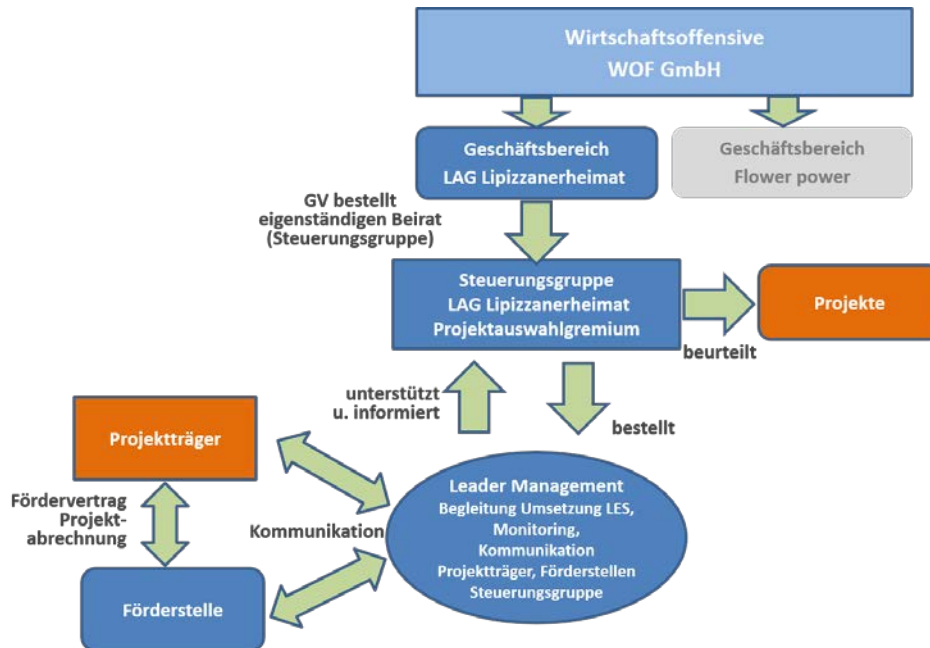 Wirtschaftsoffensive
WOF GmbH
Geschäftsbereich
LAG Lipizzanerheimat
Geschäftsbereich
Flower power
GV bestellt
eigenständigen Beirat
(Steuerungsgruppe)
Steuerungsgruppe
LAG Lipizzanerheimat
Projektauswahlgremium
Projekte
beurteilt
unterstützt
u. informiert
bestellt
Projektträger
Fördervertrag
Projekt-
abrechnung
Kommunikation
Leader Management
Begleitung Umsetzung LES,
Monitoring,
Kommunikation
Projektträger, Förderstellen
Steuerungsgruppe
Förderstelle